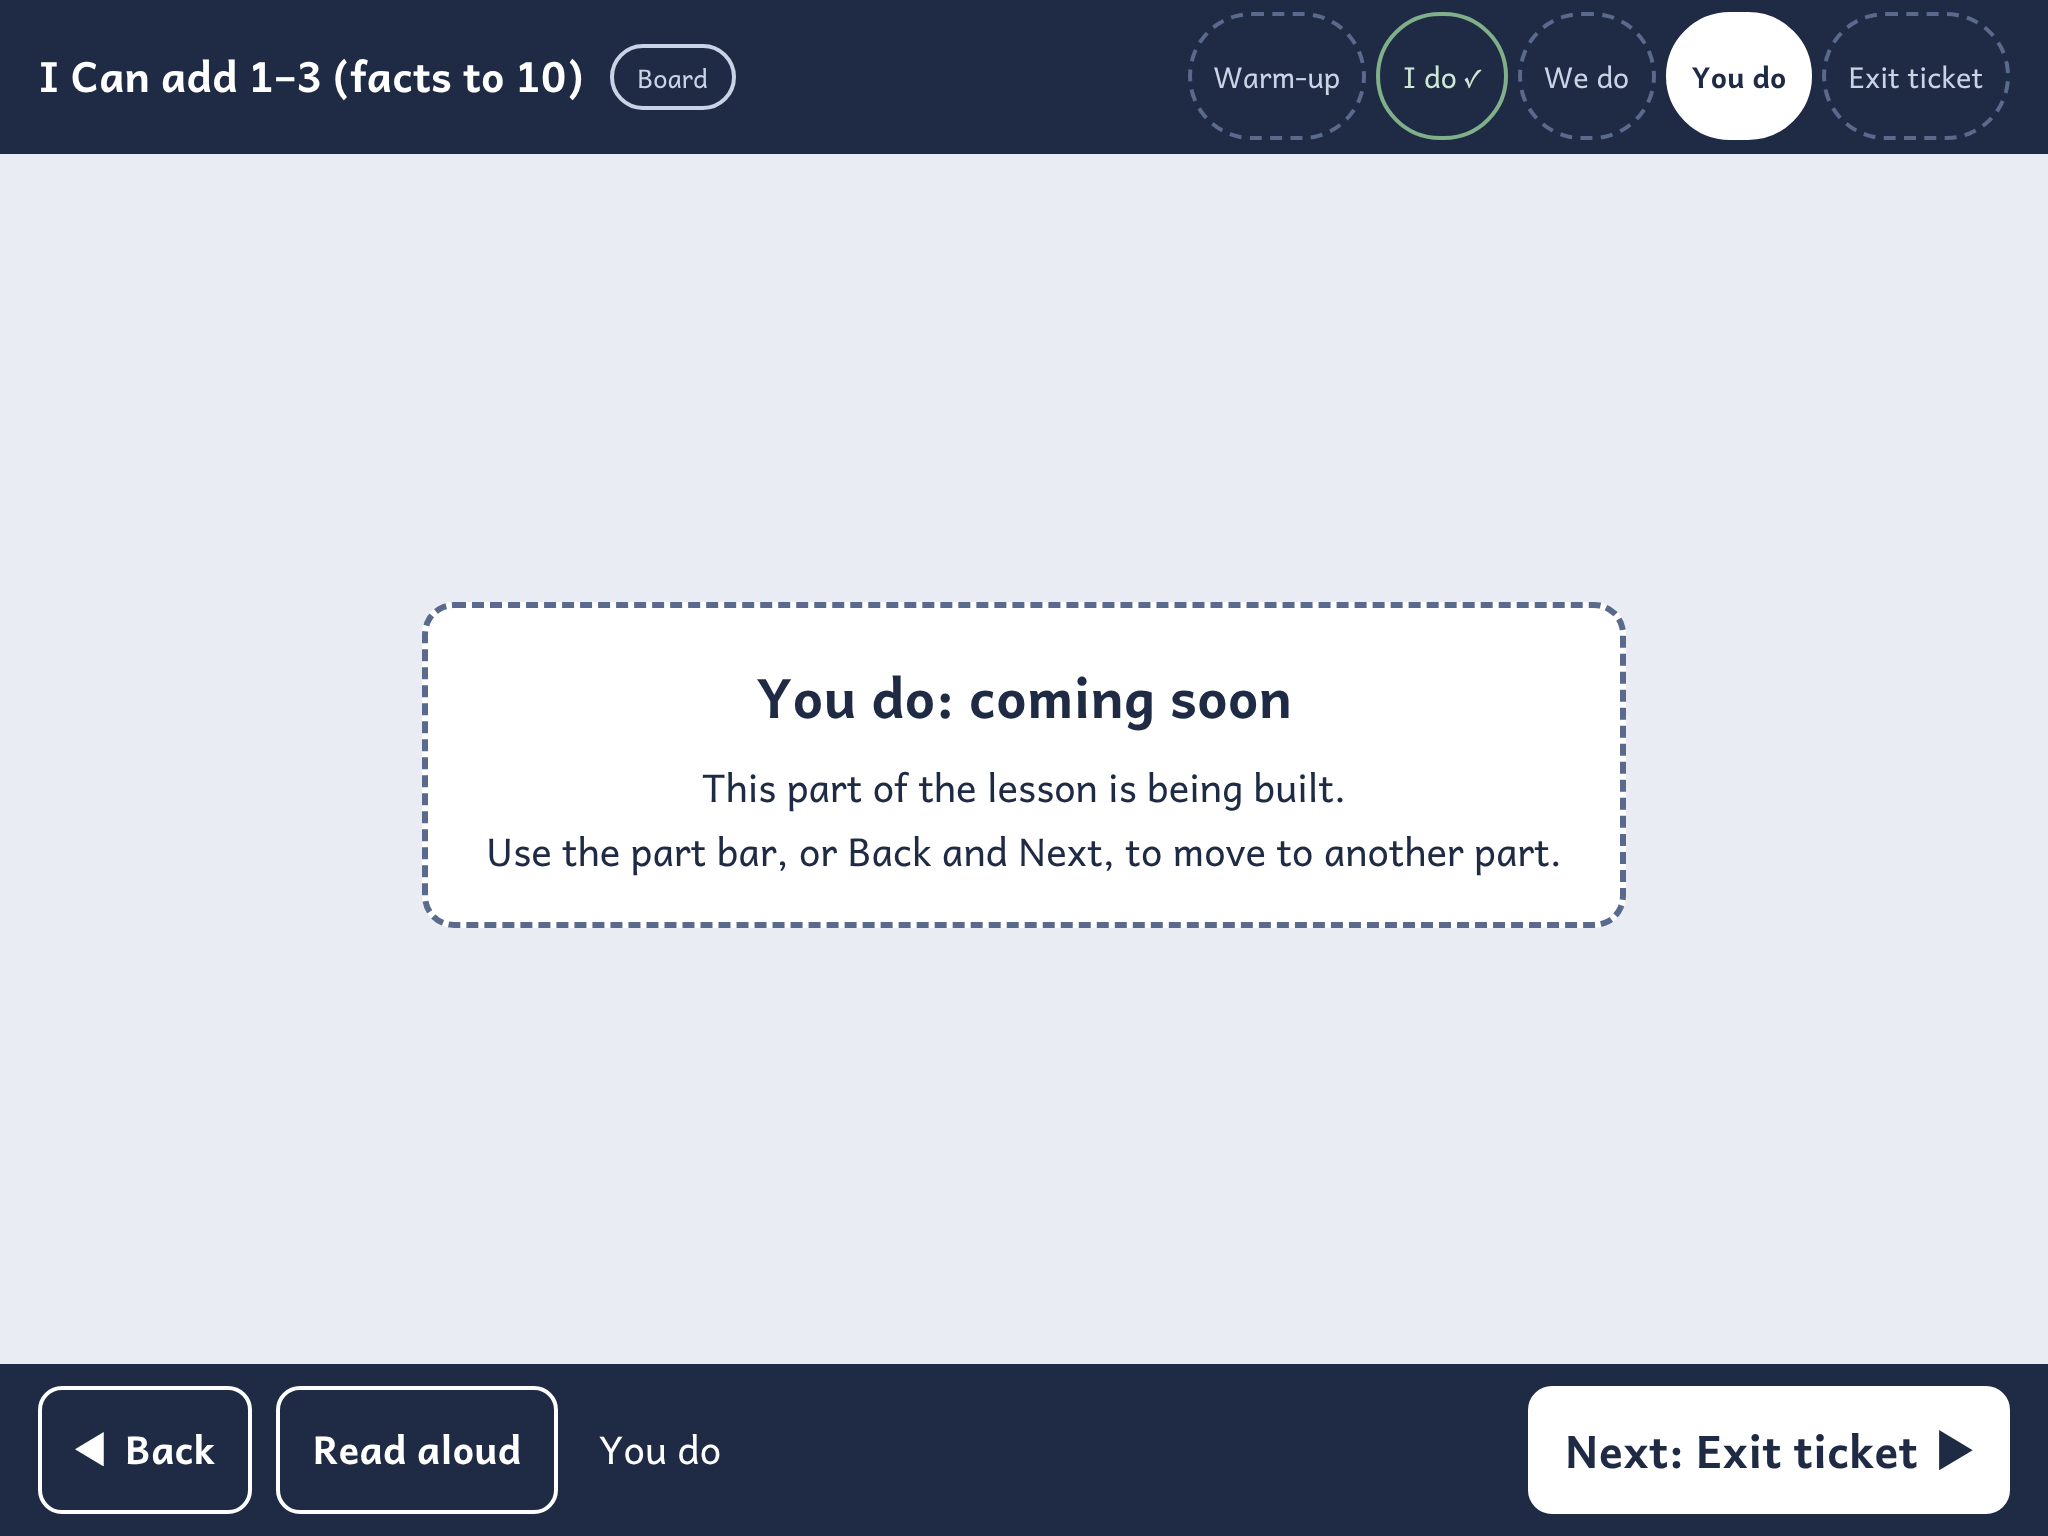 I Can add 1–3 (facts to 10)
Board
Warm-up
I do ✓
We do
You do
Exit ticket
You do: coming soon
This part of the lesson is being built.
Use the part bar, or Back and Next, to move to another part.
◀ Back
Read aloud
You do
Next: Exit ticket ▶